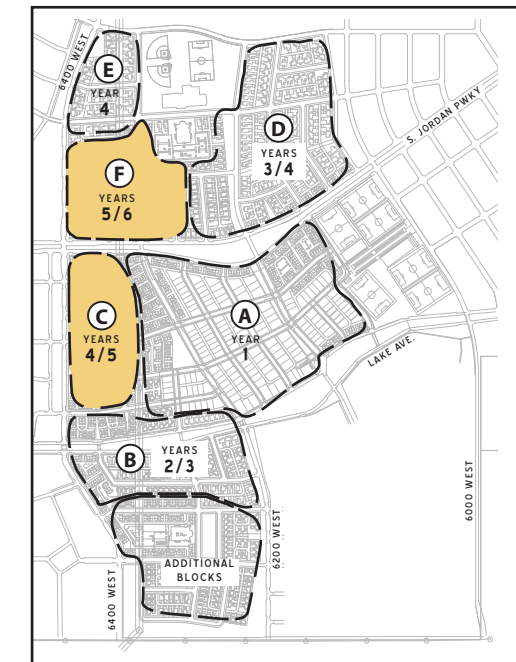 6400 WEST
E
YEAR
4
D
YEARS
3/4
S. JORDAN PWKY
F
YEARS
5/6
C
YEARS
4/5
A
YEAR
1
LAKE AVE.
B
YEARS
2/3
6000 WEST
6200 WEST
ADDITIONAL
BLOCKS
6400 WEST